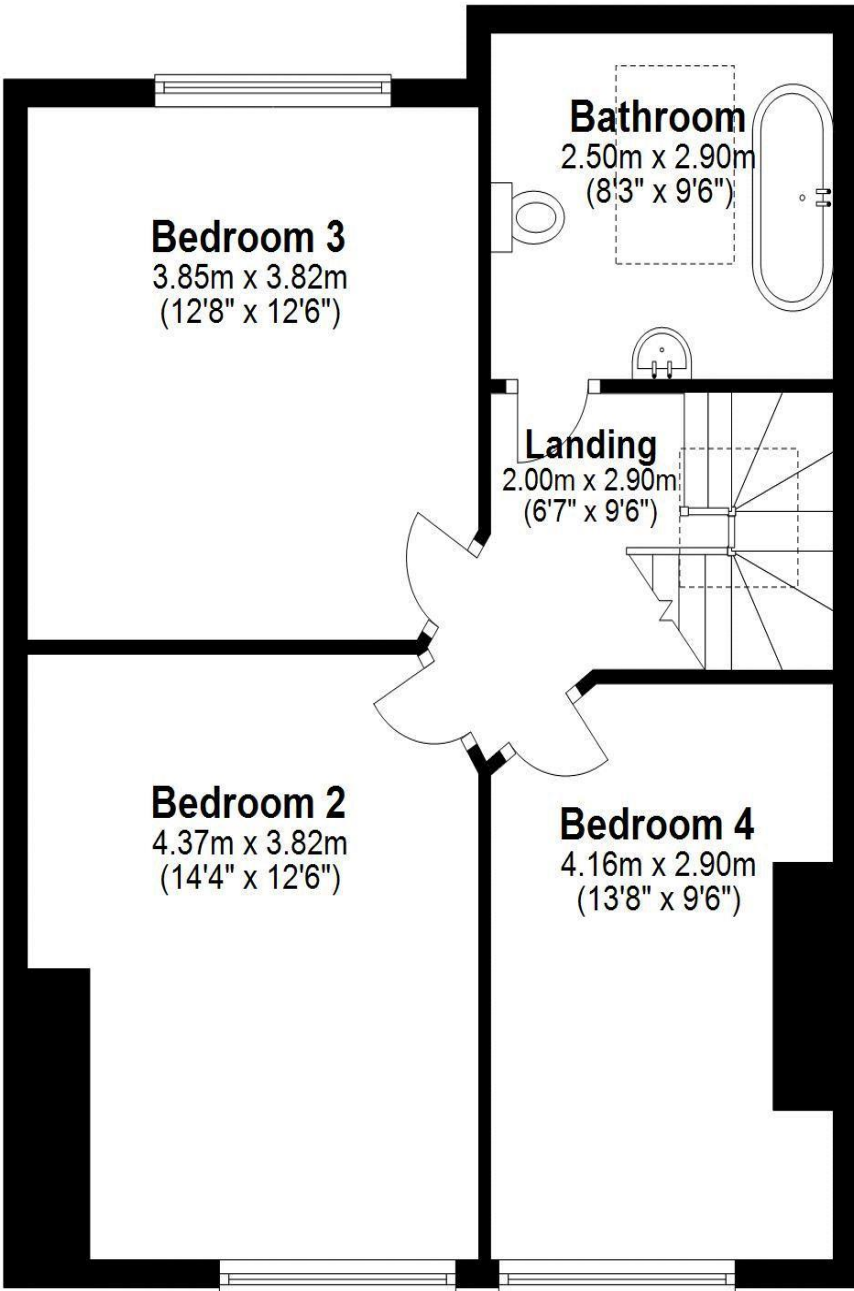 Bathroom
2.50m x 2.90m
(8'3" x 9'6")
Bedroom 3
3.85m x 3.82m
(12'8" x 12'6")
Landing
2.00m x 2.90m
(6'7" x 9'6")
Bedroom 2
4.37m x 3.82m
(14'4" x 12'6")
Bedroom 4
4.16m x 2.90m
(13'8" x 9'6")